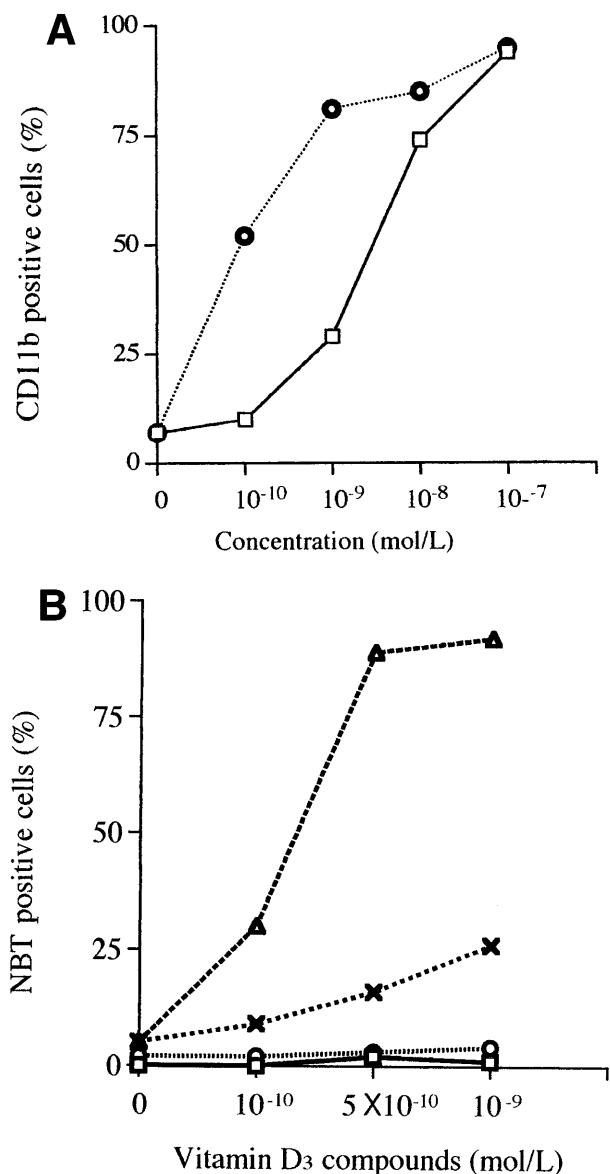 A
100
75
50
25
0
CD11b positive cells (%)
0 10-10 10-9 10-8 10-7
Concentration (mol/L)
B
100
75
50
25
0
NBT positive cells (%)
0 10-10 5 X10-10 10-9
Vitamin D3 compounds (mol/L)